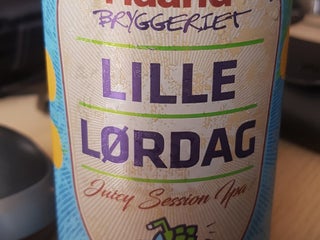 BRYGGERIET
LILLE
LØRDAG
Juicy Session Ipa